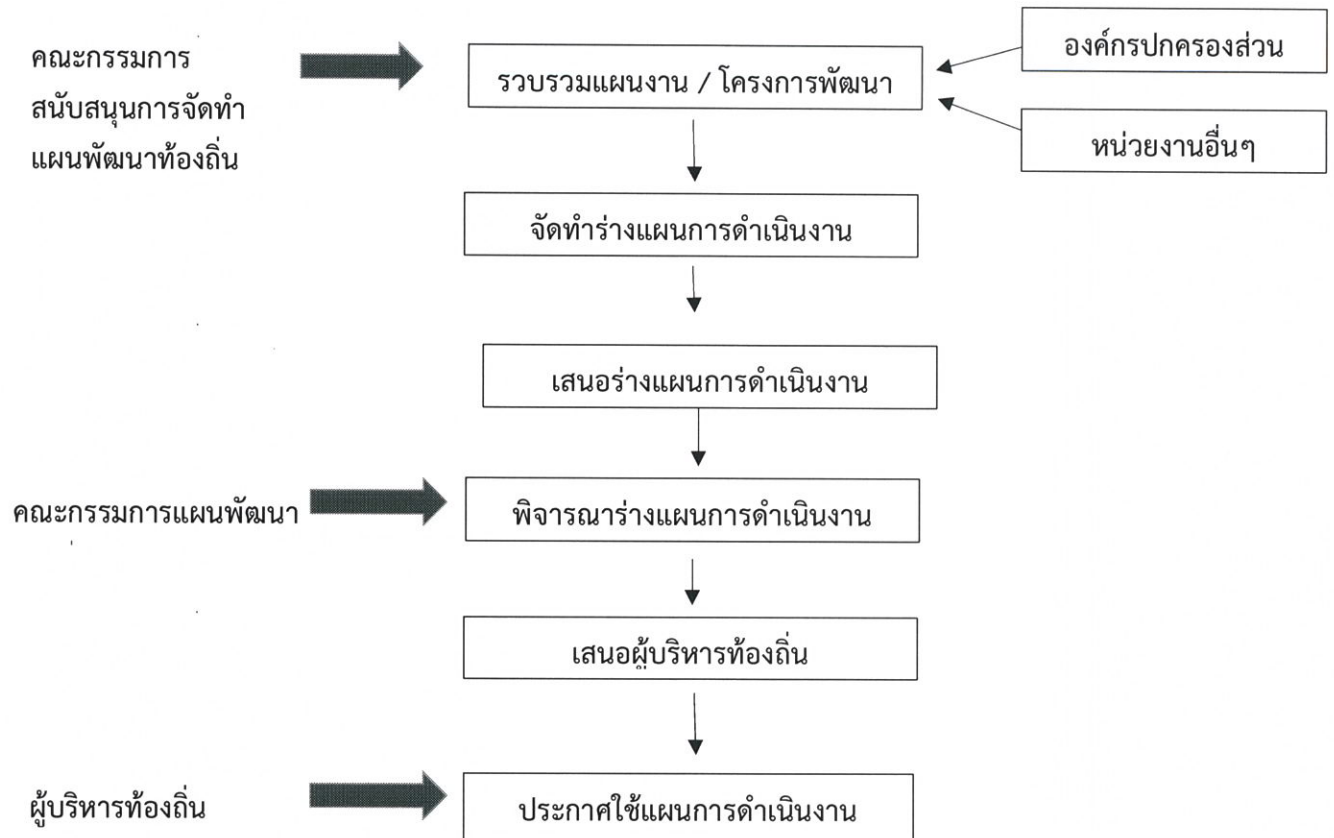 คณะกรรมการ
สนับสนุนการจัดทำ
แผนพัฒนาท้องถิ่น
รวบรวมแผนงาน / โครงการพัฒนา
องค์กรปกครองส่วน
หน่วยงานอื่นๆ
จัดทำร่างแผนการดำเนินงาน
เสนอร่างแผนการดำเนินงาน
คณะกรรมการแผนพัฒนา
พิจารณาร่างแผนการดำเนินงาน
เสนอผู้บริหารท้องถิ่น
ผู้บริหารท้องถิ่น
ประกาศใช้แผนการดำเนินงาน